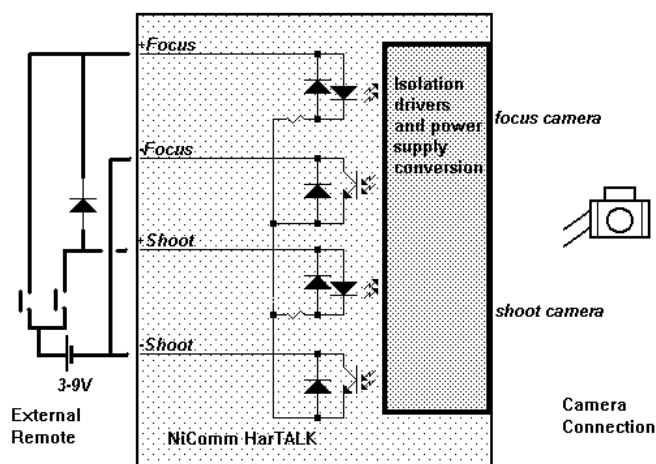 +Focus
Isolation
drivers
and power
supply
conversion
focus camera
-Focus
+Shoot
shoot camera
-Shoot
3-9V
External
Remote
NiComm HarTALK
Camera
Connection